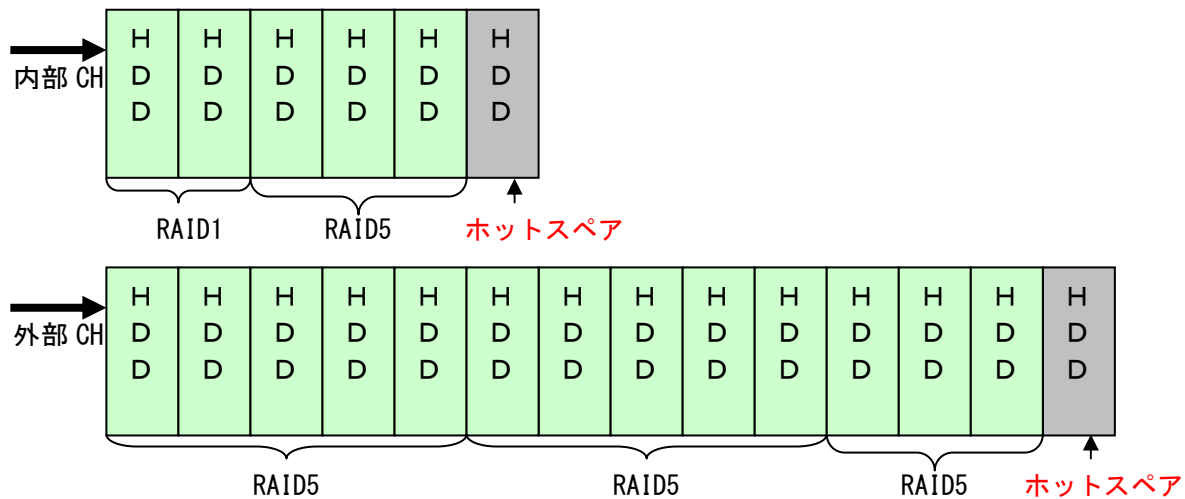 H H H H H H
D D D D D D
D D D D D D
内部 CH
RAID1 RAID5 ホットスペア
H H H H H H H H H H H H H H
D D D D D D D D D D D D D D
D D D D D D D D D D D D D D
外部 CH
RAID5 RAID5 RAID5 ホットスペア